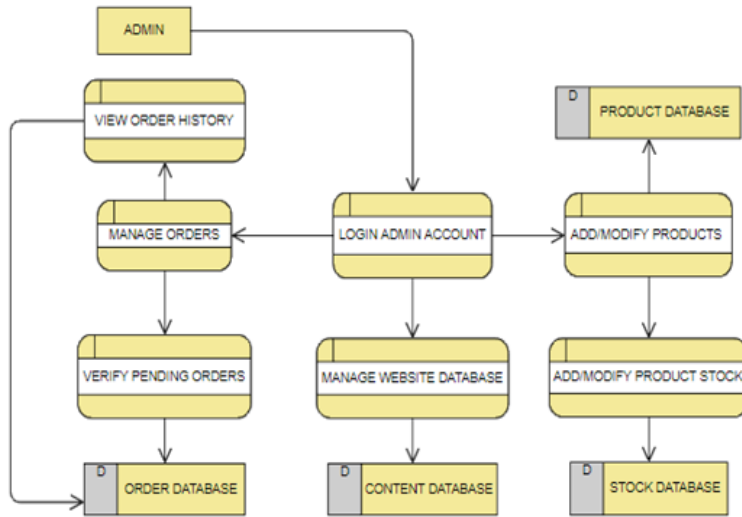 ADMIN
VIEW ORDER HISTORY
D
PRODUCT DATABASE
MANAGE ORDERS
LOGIN ADMIN ACCOUNT
ADD/MODIFY PRODUCTS
VERIFY PENDING ORDERS
MANAGE WEBSITE DATABASE
ADD/MODIFY PRODUCT STOCK
D
ORDER DATABASE
D
CONTENT DATABASE
D
STOCK DATABASE